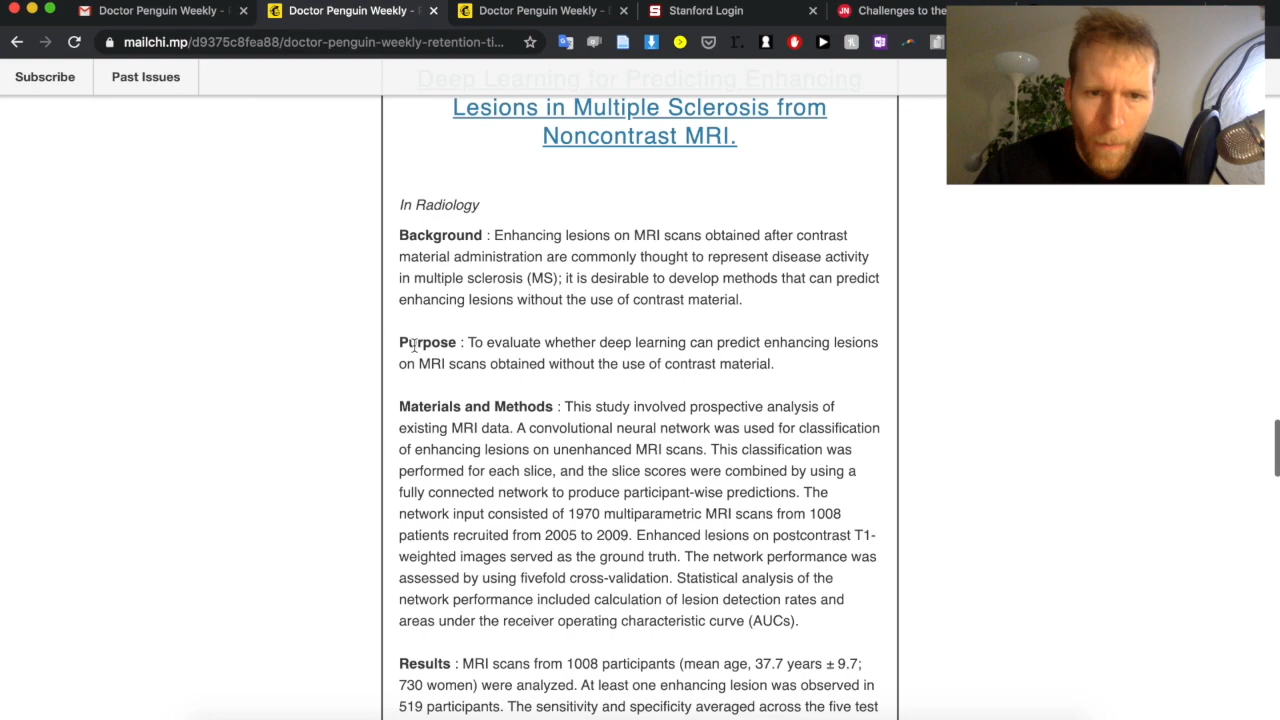 Doctor Penguin Weekly -
Doctor Penguin Weekly -
Doctor Penguin Weekly -
Stanford Login
Challenges to the
mailchi.mp/d9375c8fea88/doctor-penguin-weekly-retention-ti...
Subscribe
Past Issues
Deep Learning for Predicting Enhancing
Lesions in Multiple Sclerosis from
Noncontrast MRI.
In Radiology
Background : Enhancing lesions on MRI scans obtained after contrast
material administration are commonly thought to represent disease activity
in multiple sclerosis (MS); it is desirable to develop methods that can predict
enhancing lesions without the use of contrast material.
Purpose : To evaluate whether deep learning can predict enhancing lesions
on MRI scans obtained without the use of contrast material.
Materials and Methods : This study involved prospective analysis of
existing MRI data. A convolutional neural network was used for classification
of enhancing lesions on unenhanced MRI scans. This classification was
performed for each slice, and the slice scores were combined by using a
fully connected network to produce participant-wise predictions. The
network input consisted of 1970 multiparametric MRI scans from 1008
patients recruited from 2005 to 2009. Enhanced lesions on postcontrast T1-
weighted images served as the ground truth. The network performance was
assessed by using fivefold cross-validation. Statistical analysis of the
network performance included calculation of lesion detection rates and
areas under the receiver operating characteristic curve (AUCs).
Results : MRI scans from 1008 participants (mean age, 37.7 years ± 9.7;
730 women) were analyzed. At least one enhancing lesion was observed in
519 participants. The sensitivity and specificity averaged across the five test